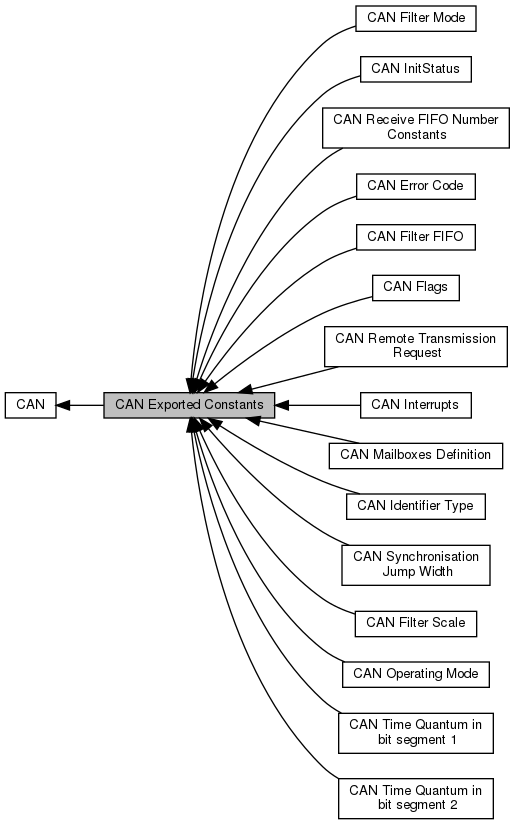 CAN Filter Mode
CAN InitStatus
CAN Receive FIFO Number
Constants
CAN Error Code
CAN Filter FIFO
CAN Flags
CAN Remote Transmission
Request
CAN
CAN Exported Constants
CAN Interrupts
CAN Mailboxes Definition
CAN Identifier Type
CAN Synchronisation
Jump Width
CAN Filter Scale
CAN Operating Mode
CAN Time Quantum in
bit segment 1
CAN Time Quantum in
bit segment 2